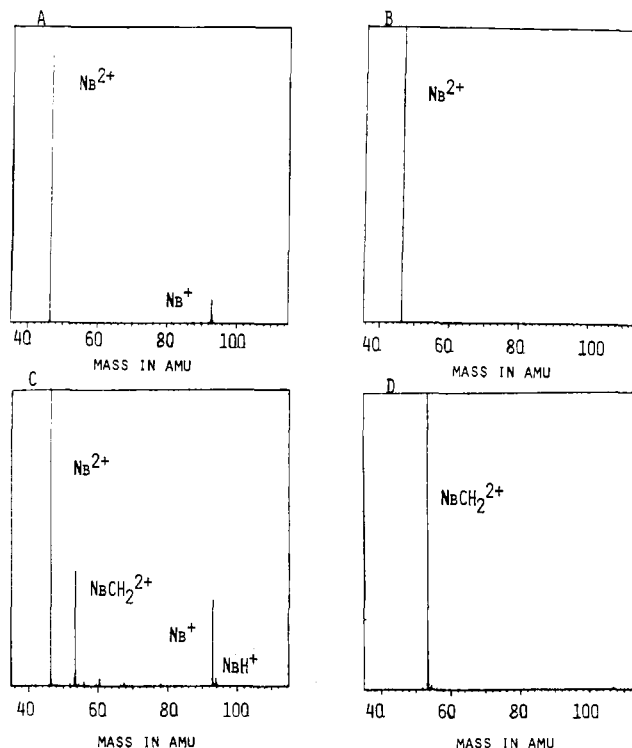 A
NB2+
NB+
40 60 80 100
MASS IN AMU
B
NB2+
40 60 80 100
MASS IN AMU
C
NB2+
NBCH22+
NB+
NBH+
40 60 80 100
MASS IN AMU
D
NBCH22+
40 60 80 100
MASS IN AMU